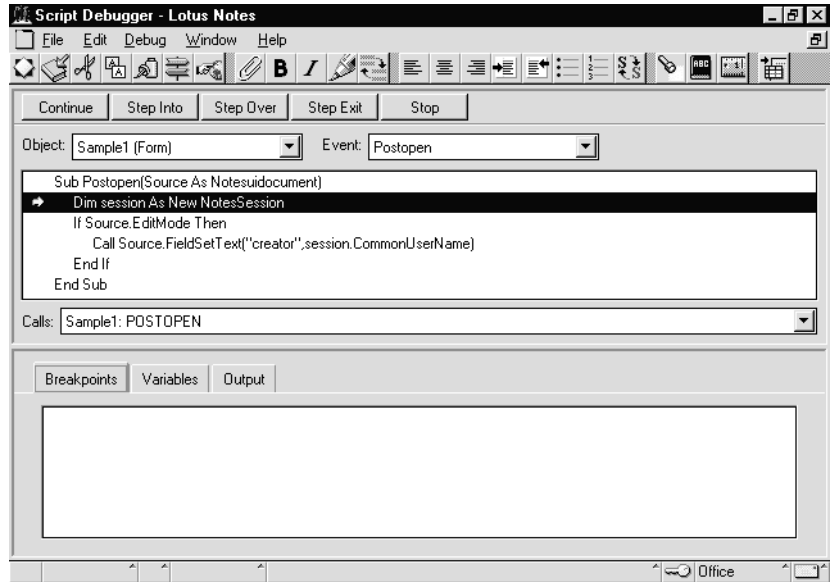 Script Debugger - Lotus Notes
File Edit Debug Window Help
B I ABC
Continue Step Into Step Over Step Exit Stop
Object: Sample1 (Form) Event: Postopen
Sub Postopen(Source As Notesuidocument)
Dim session As New NotesSession
If Source.EditMode Then
Call Source.FieldSetText("creator",session.CommonUserName)
End If
End Sub
Calls: Sample1: POSTOPEN
Breakpoints Variables Output
Office